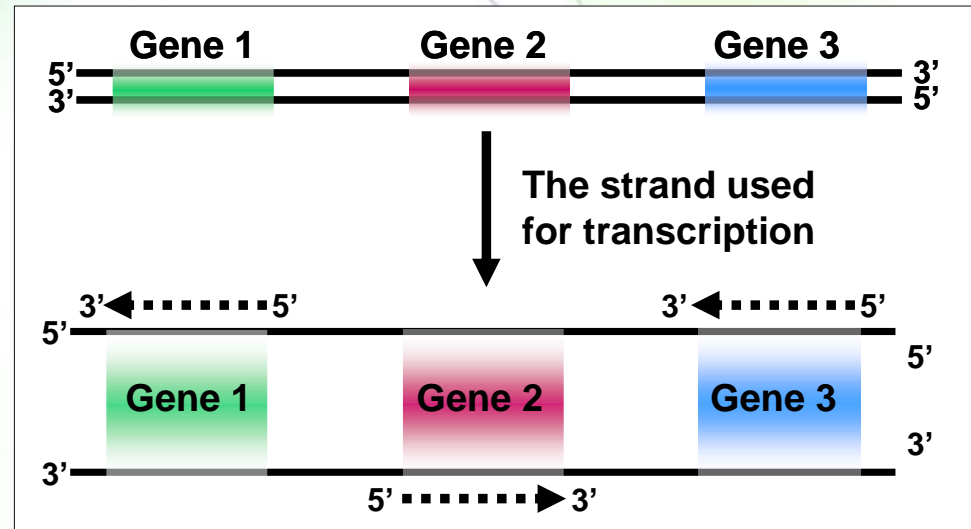 Gene 1 Gene 2 Gene 3
5’ 3’
3’ 5’
The strand used
for transcription
3’ 5’ 3’ 5’
5’ 5’
Gene 1 Gene 2 Gene 3
3’ 3’
5’ 3’